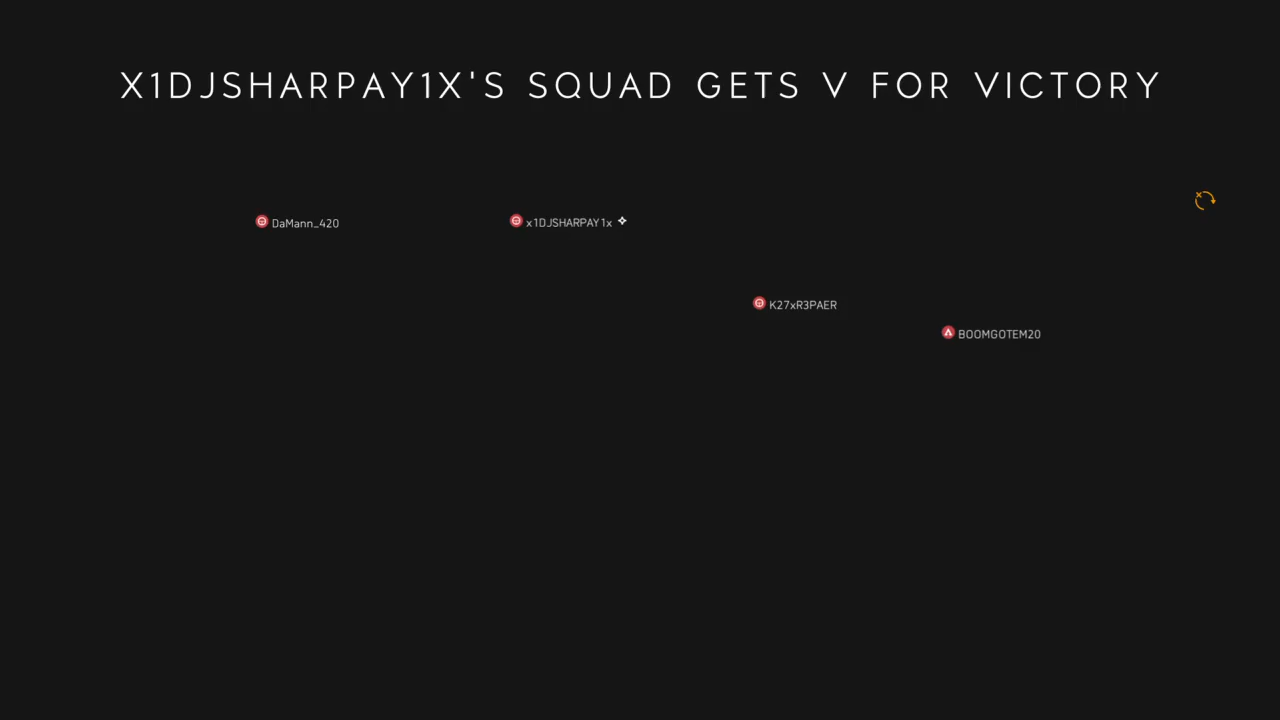 X1DJSHARPAY1X'S SQUAD GETS V FOR VICTORY
DaMann_420
x1DJSHARPAY1x
K27xR3PAER
BOOMGOTEM20